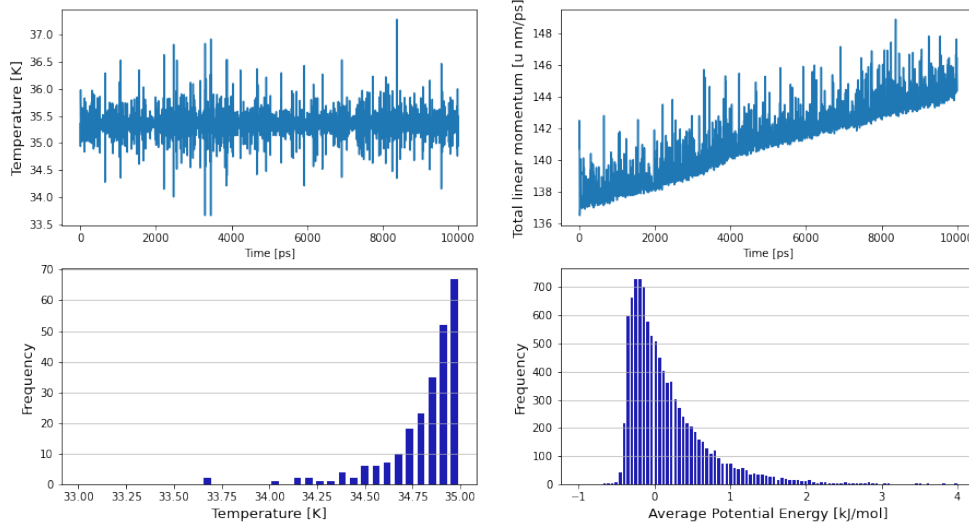 Temperature [K]
37.0
36.5
36.0
35.5
35.0
34.5
34.0
33.5
0 2000 4000 6000 8000 10000
Time [ps]
Total linear momentum [u nm/ps]
148
146
144
142
140
138
136
0 2000 4000 6000 8000 10000
Time [ps]
Frequency
70
60
50
40
30
20
10
0
33.00 33.25 33.50 33.75 34.00 34.25 34.50 34.75 35.00
Temperature [K]
Frequency
700
600
500
400
300
200
100
0
−1 0 1 2 3 4
Average Potential Energy [kJ/mol]